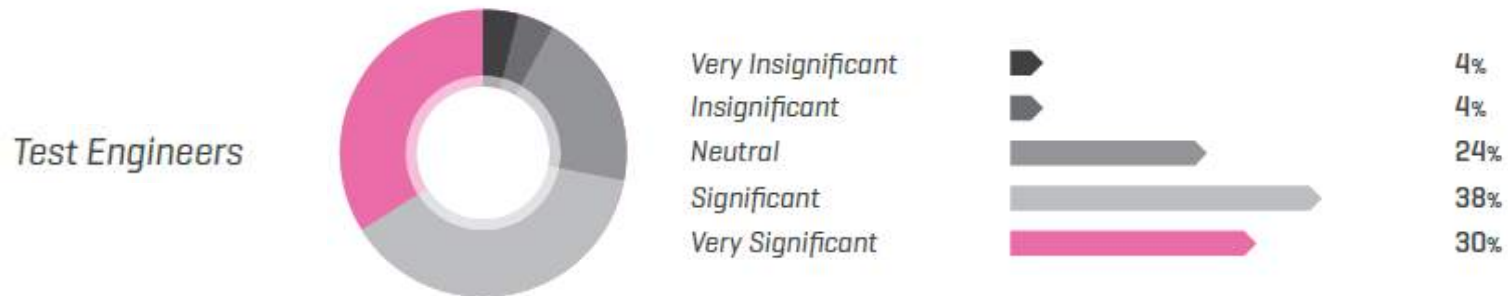 Very Insignificant 4%
Insignificant 4%
Test Engineers Neutral 24%
Significant 38%
Very Significant 30%